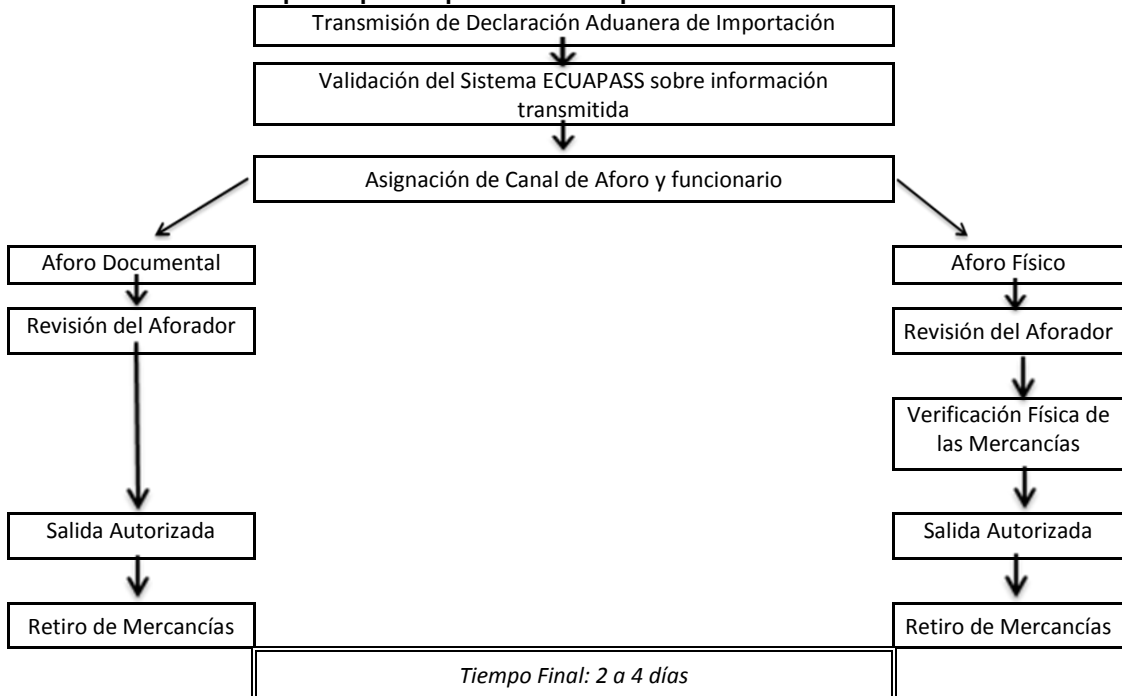 Transmisión de Declaración Aduanera de Importación
Validación del Sistema ECUAPASS sobre información
transmitida
Asignación de Canal de Aforo y funcionario
Aforo Documental
Revisión del Aforador
Salida Autorizada
Retiro de Mercancías
Aforo Físico
Revisión del Aforador
Verificación Física de
las Mercancías
Salida Autorizada
Retiro de Mercancías
Tiempo Final: 2 a 4 días